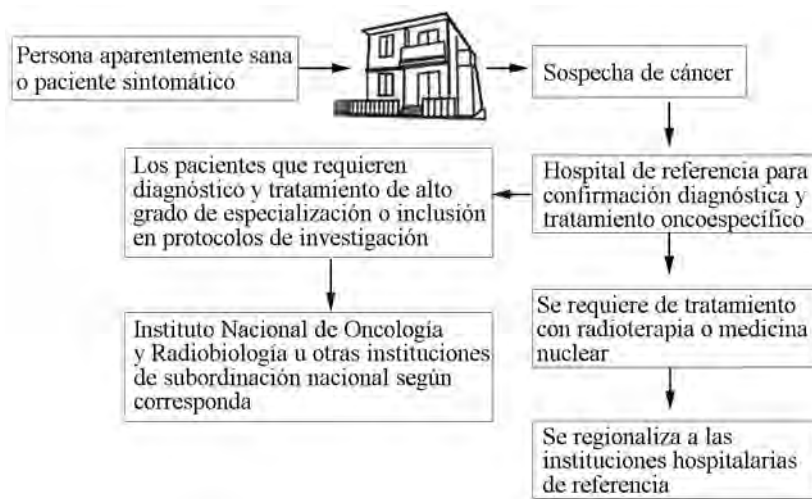 Persona aparentemente sana
o paciente sintomático
Sospecha de cáncer
Hospital de referencia para
confirmación diagnóstica y
tratamiento oncoespecífico
Los pacientes que requieren
diagnóstico y tratamiento de alto
grado de especialización o inclusión
en protocolos de investigación
Instituto Nacional de Oncología
y Radiobiología u otras instituciones
de subordinación nacional según
corresponda
Se requiere de tratamiento
con radioterapia o medicina
nuclear
Se regionaliza a las
instituciones hospitalarias
de referencia